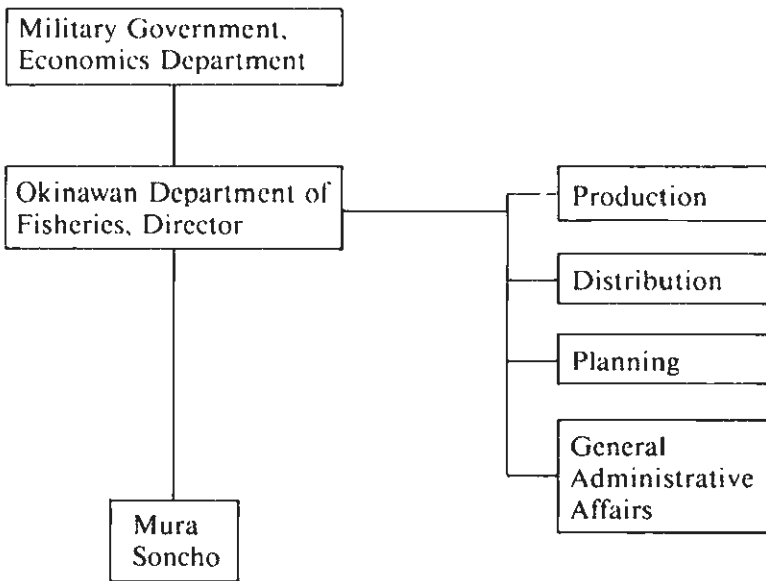 Military Government,
Economics Department
Okinawan Department of
Fisheries, Director
Production
Distribution
Planning
General
Administrative
Affairs
Mura
Soncho